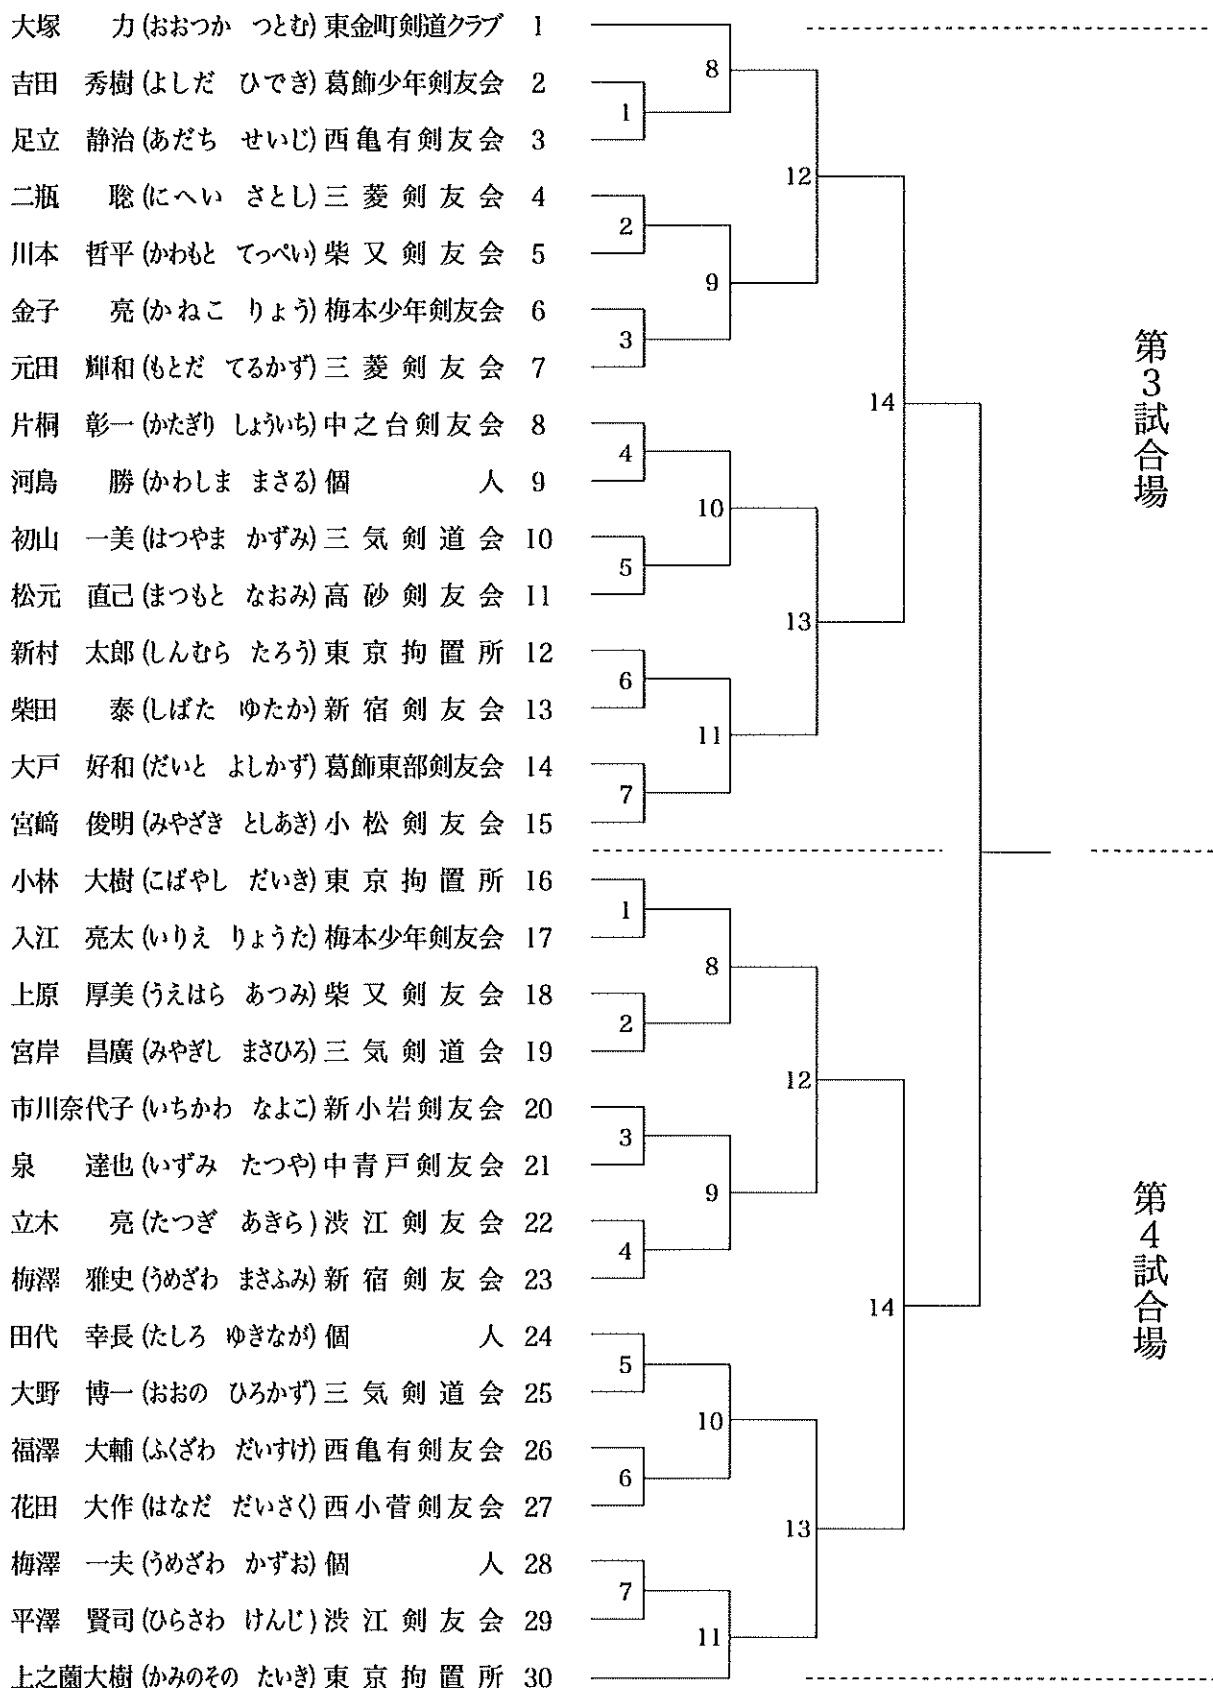 大塚 力(おおつか つとむ)東金町剣道クラブ 1
吉田 秀樹(よしだ ひでき)葛飾少年剣友会 2
足立 静治(あだち せいじ)西亀有剣友会 3
二瓶 聡(にへい さとし)三菱剣友会 4
川本 哲平(かわもと てっぺい)柴又剣友会 5
金子 亮(かねこ りょう)梅本少年剣友会 6
元田 輝和(もとだ てるかず)三菱剣友会 7
片桐 彰一(かたぎり しょういち)中之台剣友会 8
河島 勝(かわしま まさる)個人 9
初山 一美(はつやま かずみ)三気剣道会 10
松元 直己(まつもと なおみ)高砂剣友会 11
新村 太郎(しんむら たろう)東京拘置所 12
柴田 泰(しばた ゆたか)新宿剣友会 13
大戸 好和(だいと よしかず)葛飾東部剣友会 14
宮﨑 俊明(みやざき としあき)小松剣友会 15
小林 大樹(こばやし だいき)東京拘置所 16
入江 亮太(いりえ りょうた)梅本少年剣友会 17
上原 厚美(うえはら あつみ)柴又剣友会 18
宮岸 昌廣(みやぎし まさひろ)三気剣道会 19
市川奈代子(いちかわ なよこ)新小岩剣友会 20
泉 達也(いずみ たつや)中青戸剣友会 21
立木 亮(たつぎ あきら)渋江剣友会 22
梅澤 雅史(うめざわ まさふみ)新宿剣友会 23
田代 幸長(たしろ ゆきなが)個人 24
大野 博一(おおの ひろかず)三気剣道会 25
福澤 大輔(ふくざわ だいすけ)西亀有剣友会 26
花田 大作(はなだ だいさく)西小菅剣友会 27
梅澤 一夫(うめざわ かずお)個人 28
平澤 賢司(ひらさわ けんじ)渋江剣友会 29
上之薗大樹(かみのその たいき)東京拘置所 30
1
2
3
4
5
6
7
8
9
10
11
12
13
14
1
2
3
4
5
6
7
8
9
10
11
12
13
14
第3試合場
第4試合場